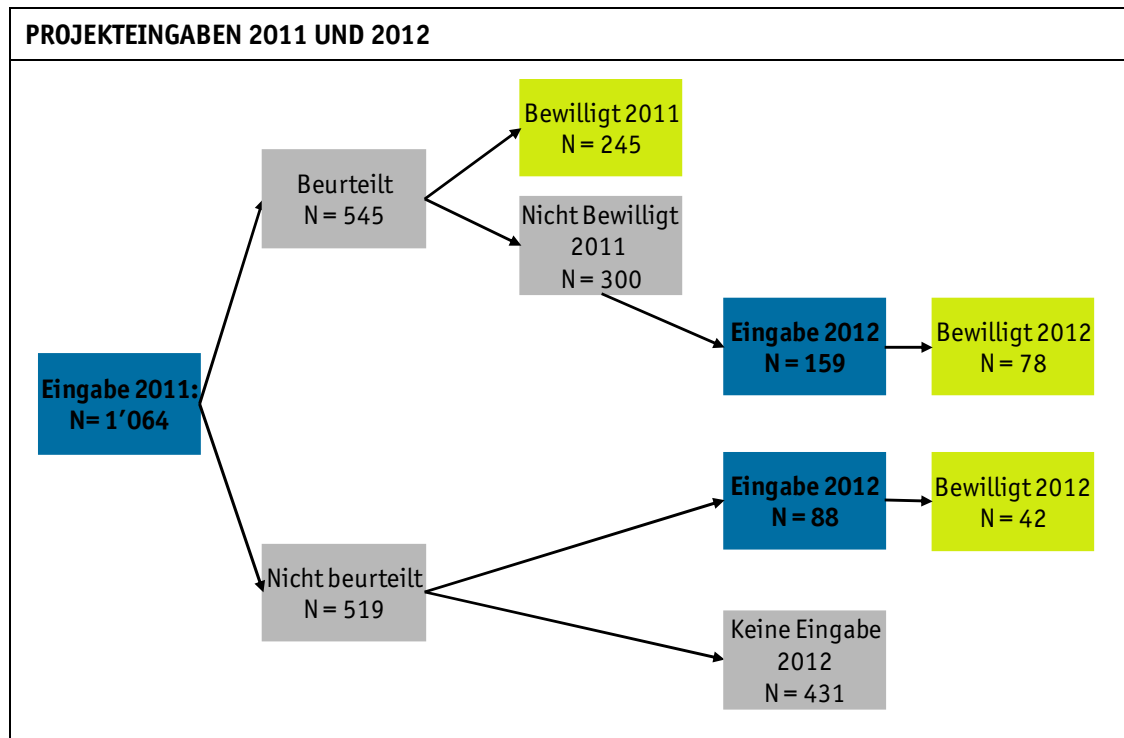 PROJEKTEINGABEN 2011 UND 2012
Bewilligt 2011
N = 245
Beurteilt
N = 545
Nicht Bewilligt
2011
N = 300
Eingabe 2012
N = 159
Bewilligt 2012
N = 78
Eingabe 2011:
N= 1’064
Eingabe 2012
N = 88
Bewilligt 2012
N = 42
Nicht beurteilt
N = 519
Keine Eingabe
2012
N = 431